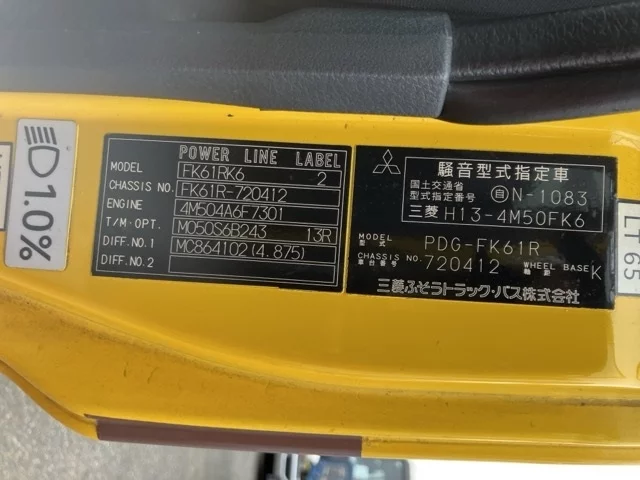 1.0%
POWER LINE LABEL
MODEL FK61RK6 2
CHASSIS NO. FK61R-720412
ENGINE 4M504A6F7301
T/M·OPT. M050S6B243 13R
DIFF.NO.1 MC864102(4.875)
DIFF.NO.2
騒音型式指定車
国土交通省
型式指定番号 自N-1083
三菱 H13-4M50FK6
MODEL
型式 PDG-FK61R
CHASSIS NO.
車台番号 720412 WHEEL BASE
軸距 K
三菱ふそうトラック・バス株式会社
LT
65